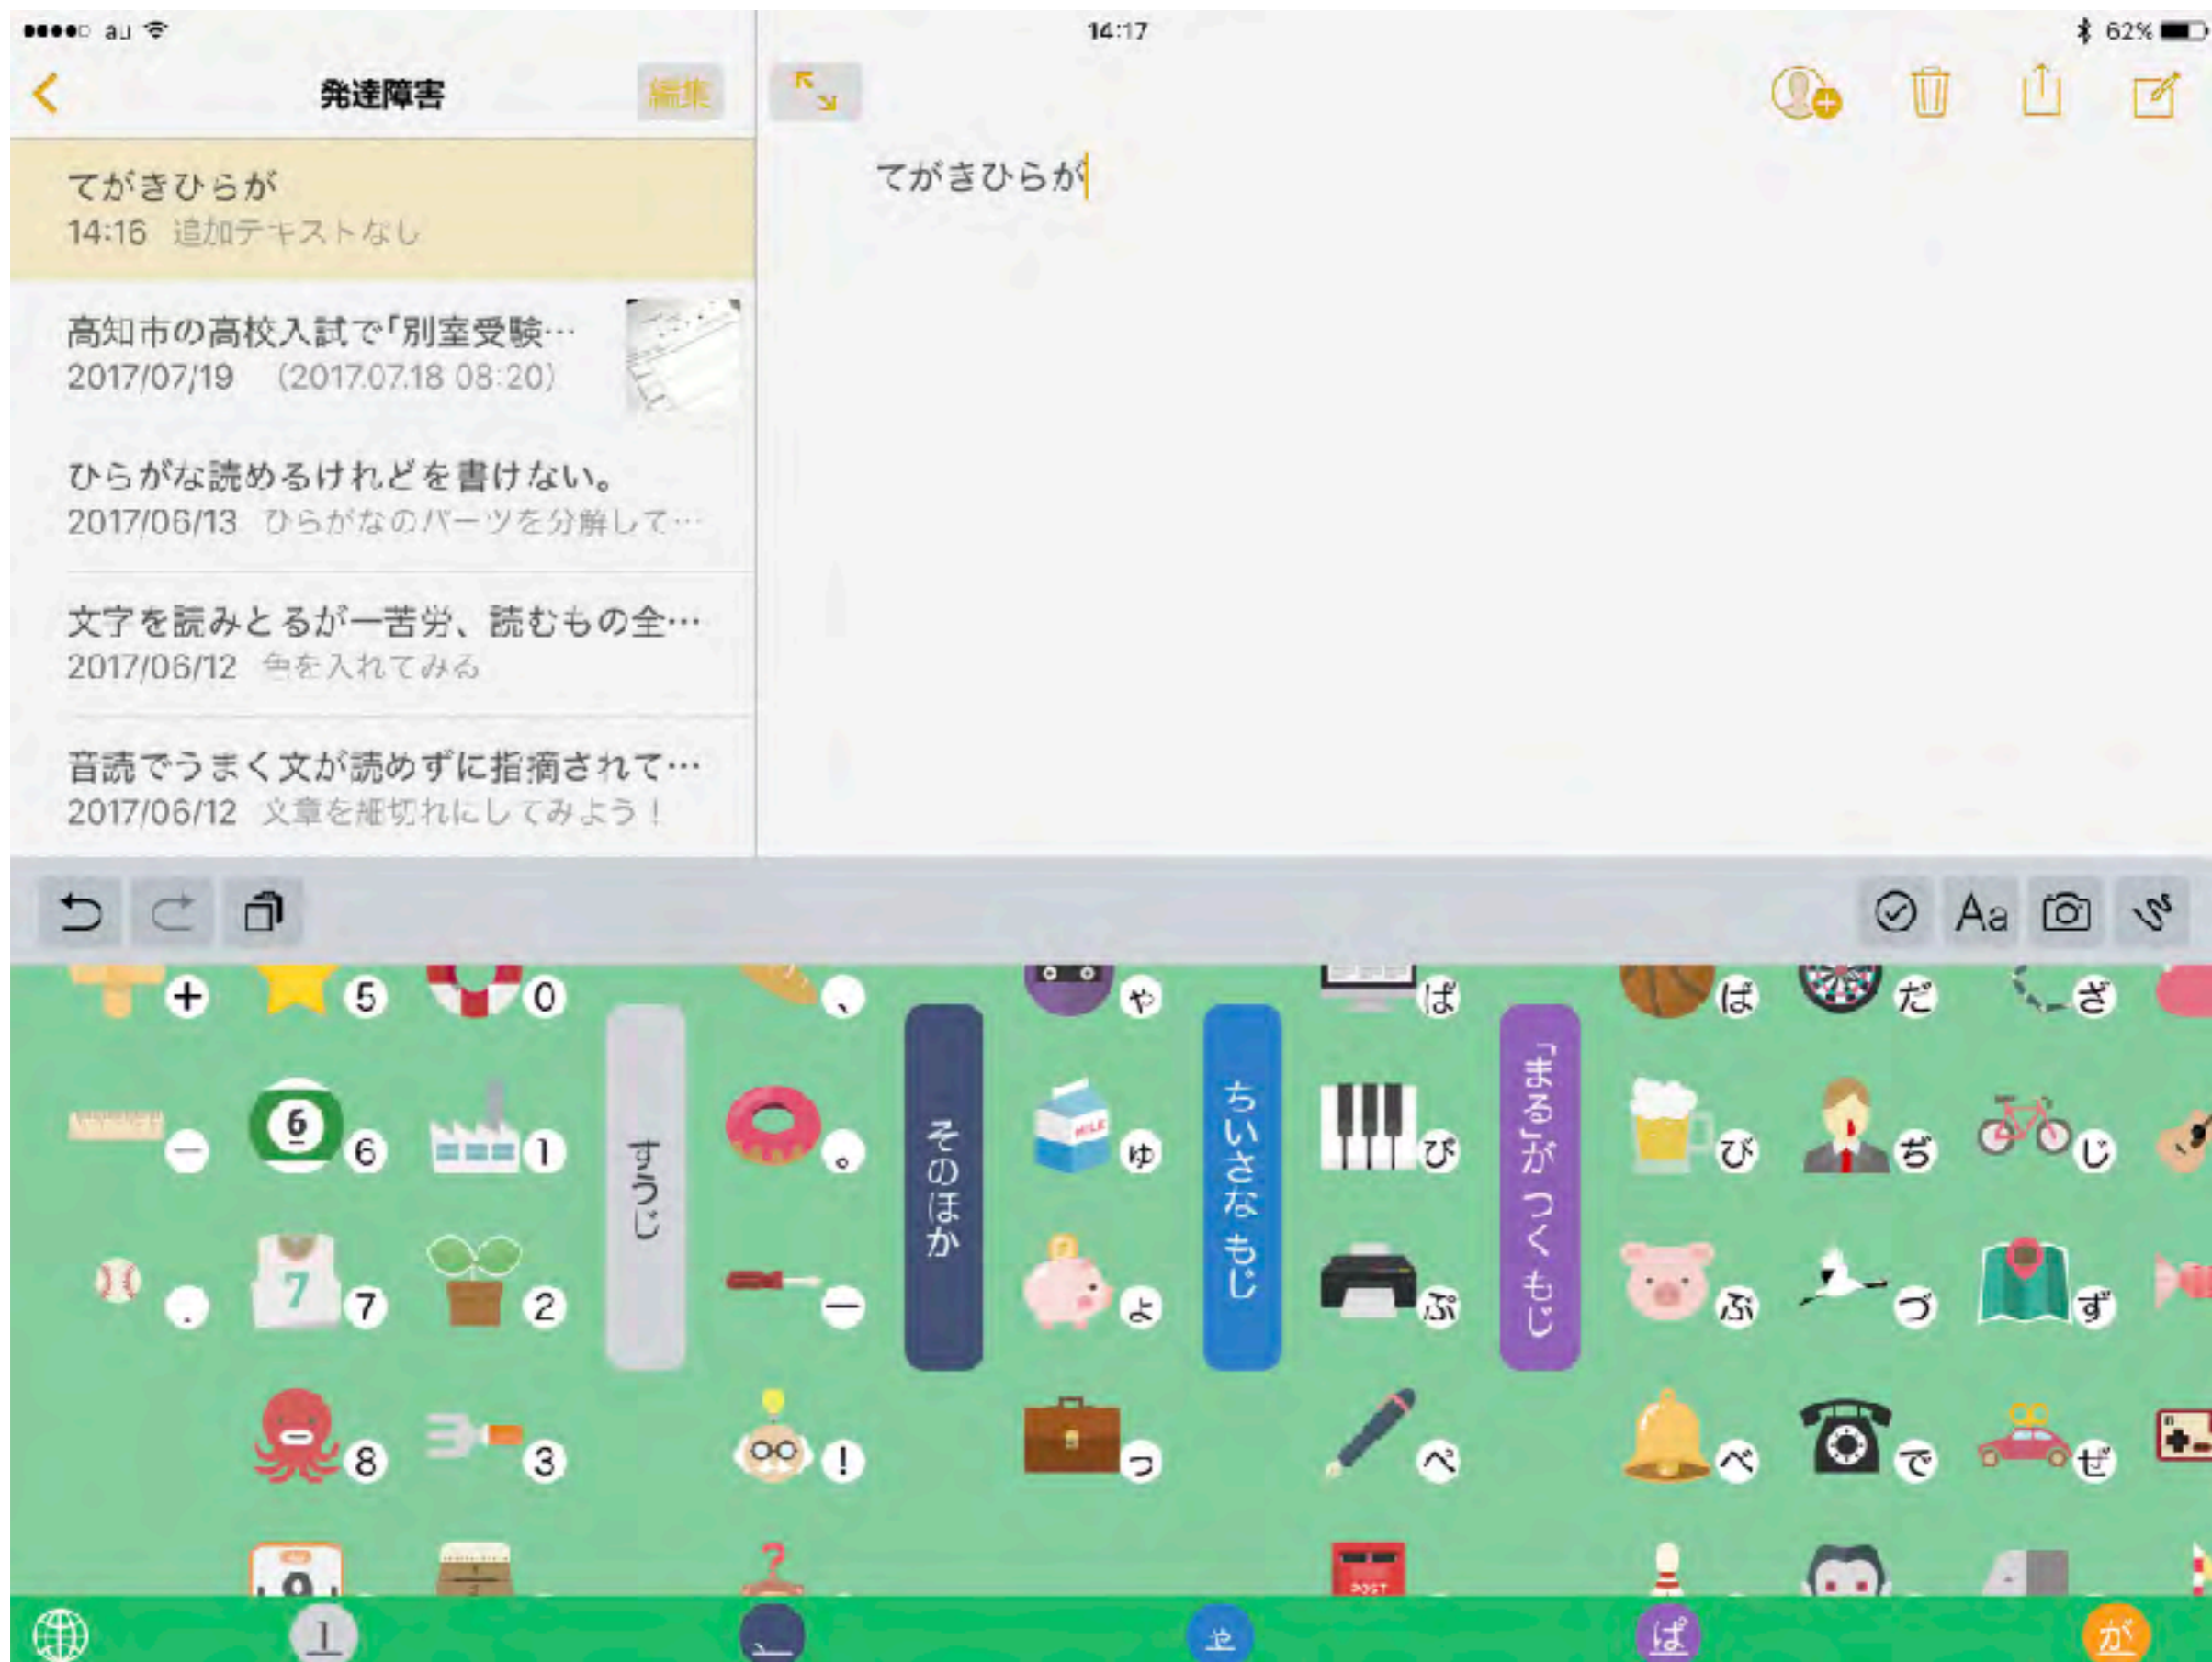 au
14:17
62%
発達障害
編集
てがきひらが
14:16 追加テキストなし
高知市の高校入試で「別室受験…
2017/07/19 （2017.07.18 08:20）
ひらがな読めるけれどを書けない。
2017/06/13 ひらがなのパーツを分解して…
文字を読みとるが一苦労、読むもの全…
2017/06/12 色を入れてみる
音読でうまく文が読めずに指摘されて…
2017/06/12 文章を細切れにしてみよう！
てがきひらが
Aa
+ 5 0 、 ゃ ぱ ば だ ざ
− 6 6 1 。 ゅ MILK ぴ び ぢ じ
. 7 7 2 ー ょ ぷ ぶ づ ず
8 3 ! っ ぺ べ で ぜ
すうじ
そのほか
ちいさな もじ
「まる」が つく もじ
9 ? POST
1 、 ゃ ぱ が